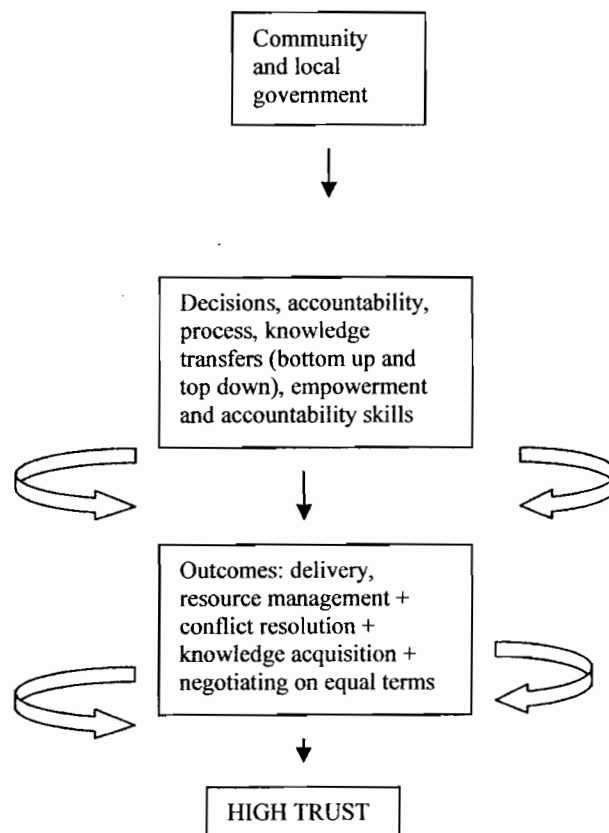 Community
and local
government
Decisions, accountability,
process, knowledge
transfers (bottom up and
top down), empowerment
and accountability skills
Outcomes: delivery,
resource management +
conflict resolution +
knowledge acquisition +
negotiating on equal terms
HIGH TRUST